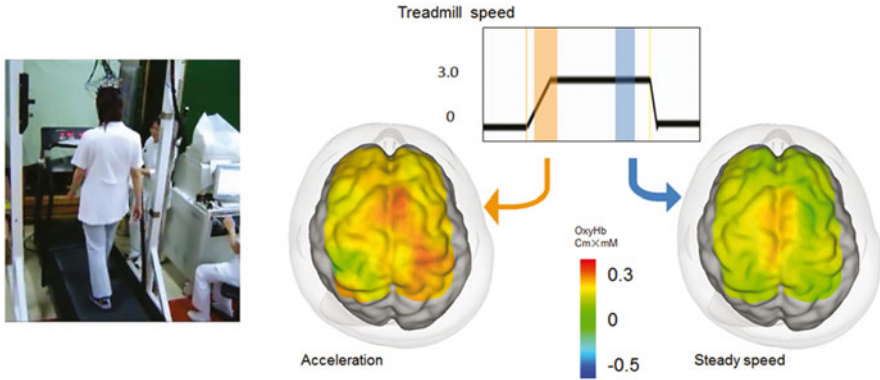 Treadmill speed
3.0
0
OxyHb
Cm×mM
0.3
0
-0.5
Acceleration
Steady speed